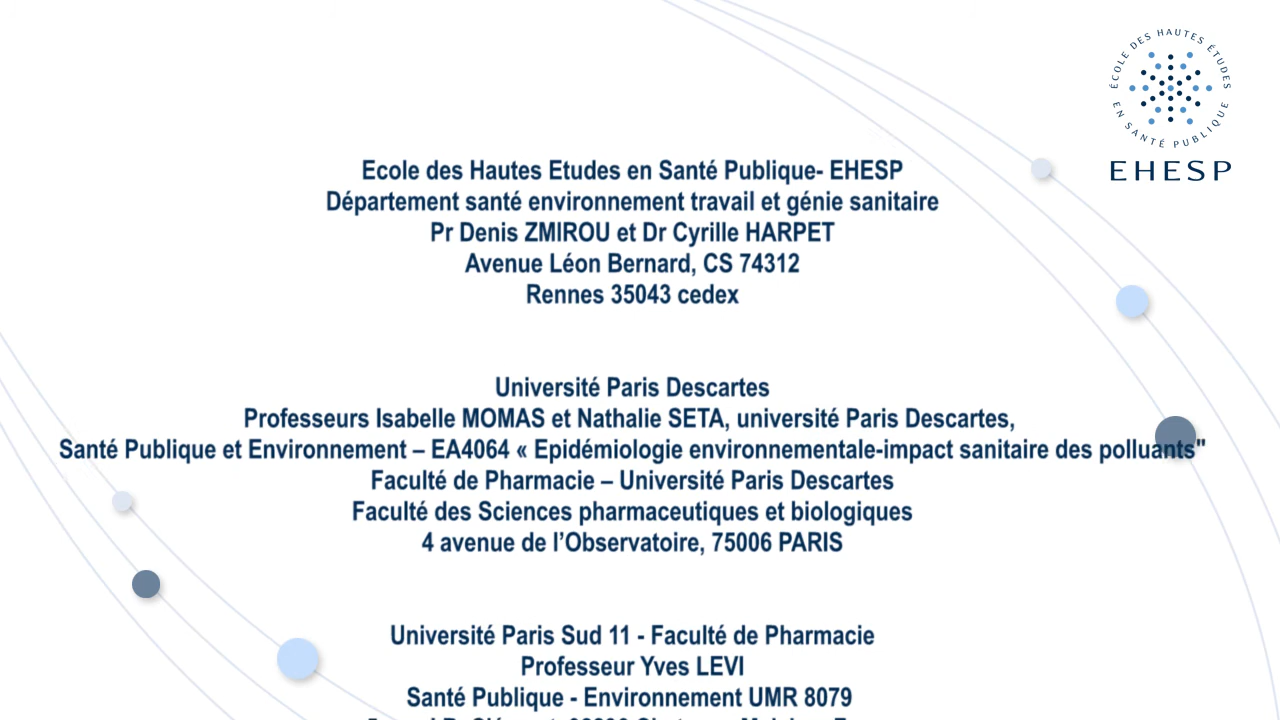 ÉCOLE DES HAUTES ÉTUDES
EN SANTÉ PUBLIQUE
EHESP
Ecole des Hautes Etudes en Santé Publique- EHESP
Département santé environnement travail et génie sanitaire
Pr Denis ZMIROU et Dr Cyrille HARPET
Avenue Léon Bernard, CS 74312
Rennes 35043 cedex
Université Paris Descartes
Professeurs Isabelle MOMAS et Nathalie SETA, université Paris Descartes,
Santé Publique et Environnement – EA4064 « Epidémiologie environnementale-impact sanitaire des polluants"
Faculté de Pharmacie – Université Paris Descartes
Faculté des Sciences pharmaceutiques et biologiques
4 avenue de l’Observatoire, 75006 PARIS
Université Paris Sud 11 - Faculté de Pharmacie
Professeur Yves LEVI
Santé Publique - Environnement UMR 8079